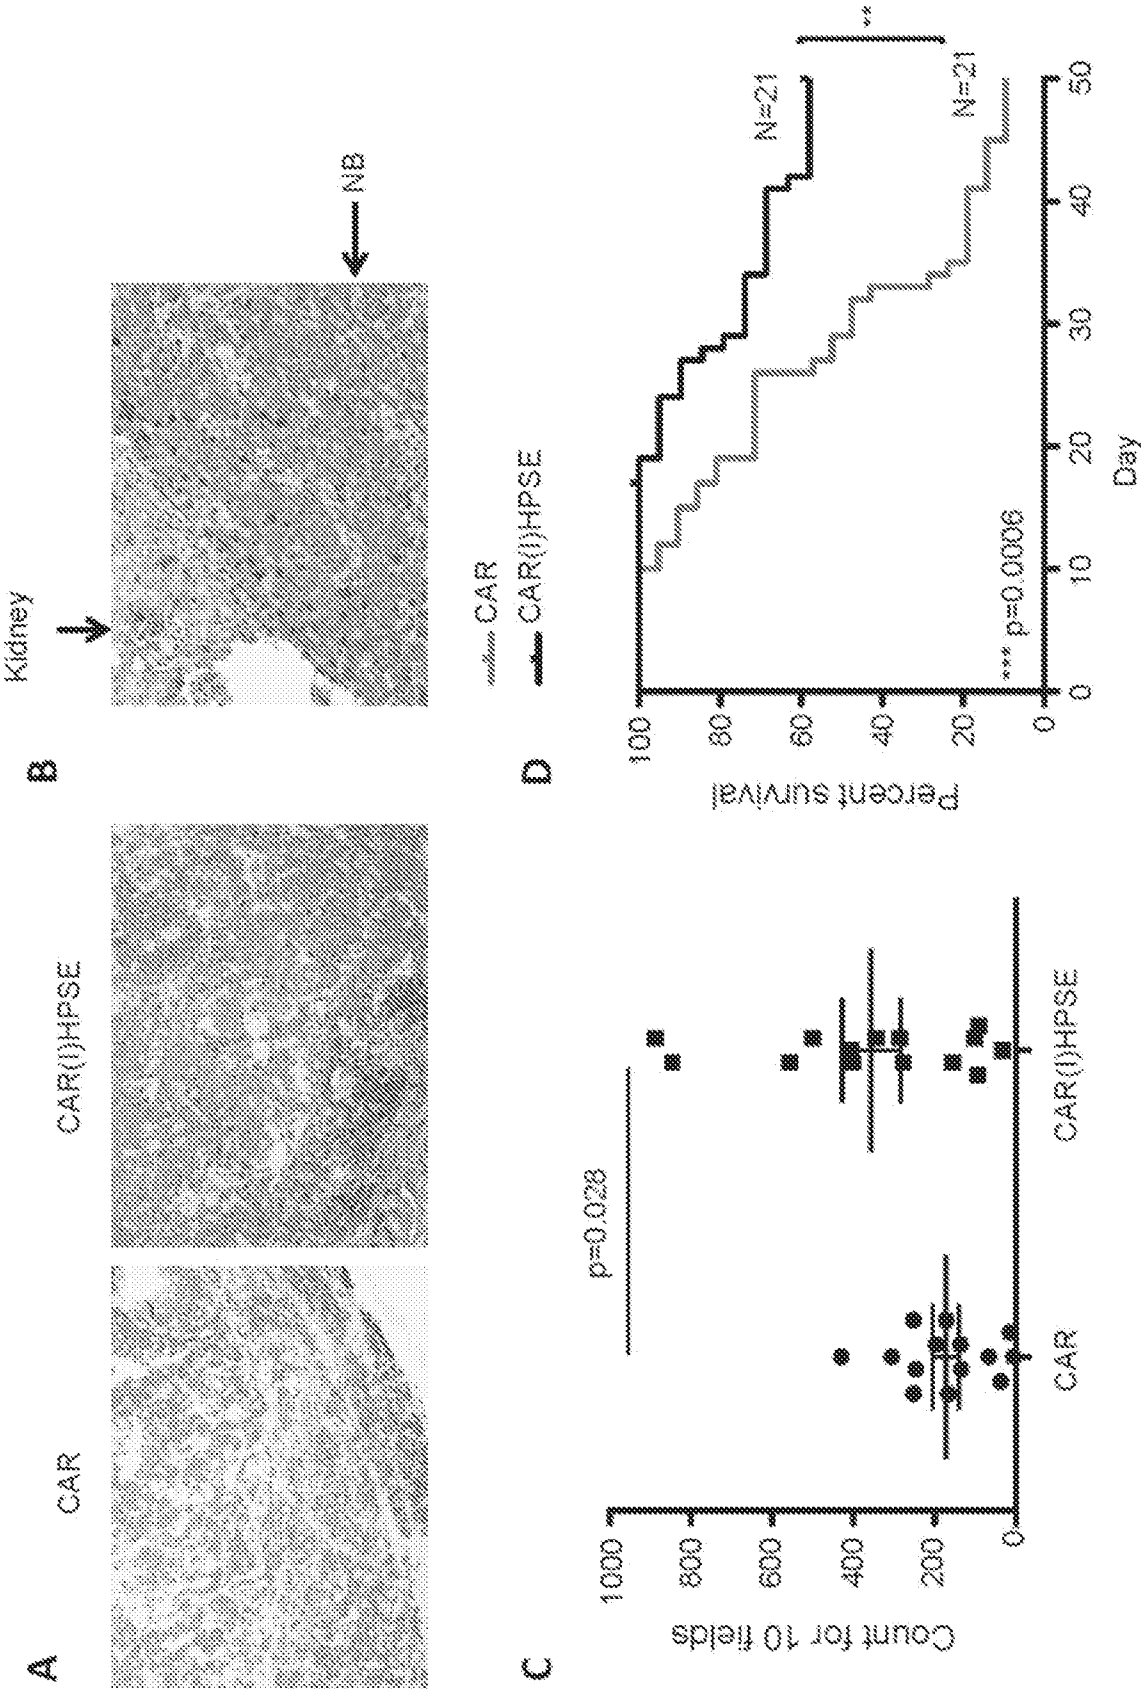 A
CAR
CAR(I)HPSE
B
Kidney
NB
C
Count for 10 fields
1000
800
600
400
200
0
p=0.028
CAR
CAR(I)HPSE
D
CAR
CAR(I)HPSE
Percent survival
100
80
60
40
20
0
N=21
N=21
**
*** p=0.0006
0
10
20
30
40
50
Day